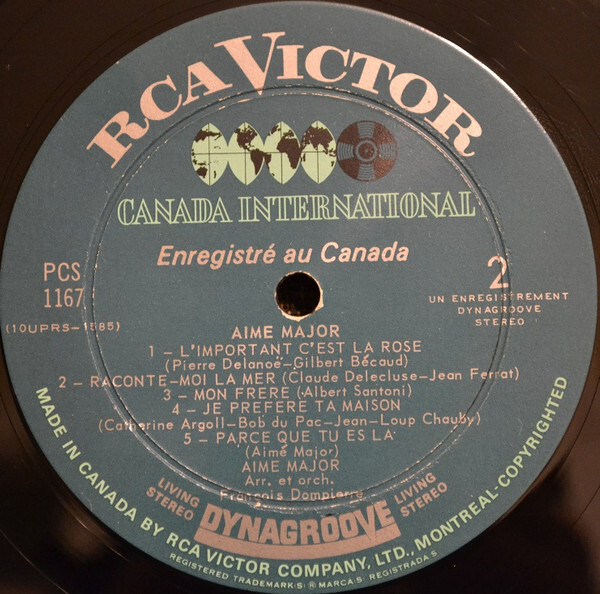 RCA VICTOR
CANADA INTERNATIONAL
Enregistré au Canada
PCS
1167
(10UPRS-1585)
2
UN ENREGISTREMENT
DYNAGROOVE
STEREO
AIME MAJOR
1 - L'IMPORTANT C'EST LA ROSE
(Pierre Delanoë-Gilbert Bécaud)
2 - RACONTE-MOI LA MER (Claude Delecluse-Jean Ferrat)
3 - MON FRERE (Albert Santoni)
4 - JE PREFERE TA MAISON
(Catherine Argoll-Bob du Pac-Jean-Loup Chauby)
5 - PARCE QUE TU ES LA
(Aimé Major)
AIME MAJOR
Arr. et orch.
François Dompierre
LIVING
STEREO
DYNAGROOVE
LIVING
STEREO
MADE IN CANADA BY RCA VICTOR COMPANY, LTD., MONTREAL-COPYRIGHTED
REGISTERED TRADEMARK(S) ® MARCA(S) REGISTRADA(S)